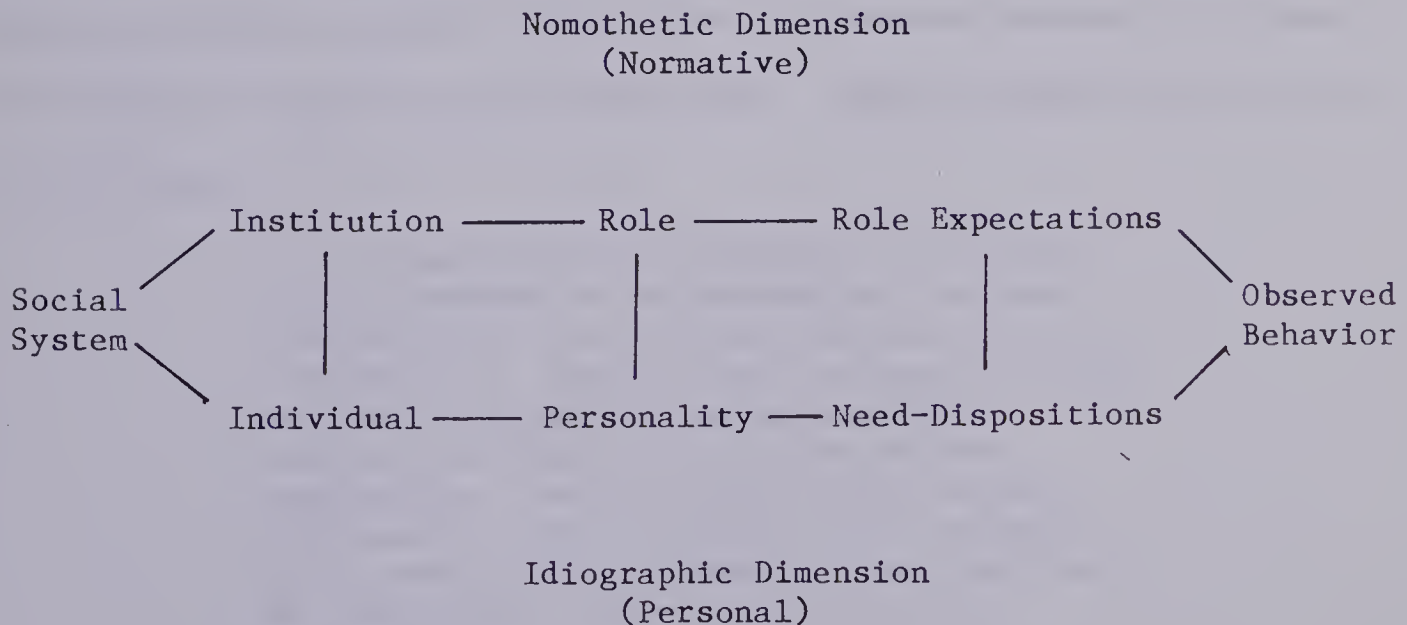 Nomothetic Dimension
(Normative)
Institution Role Role Expectations
Social
System
Observed
Behavior
Individual Personality Need-Dispositions
Idiographic Dimension
(Personal)